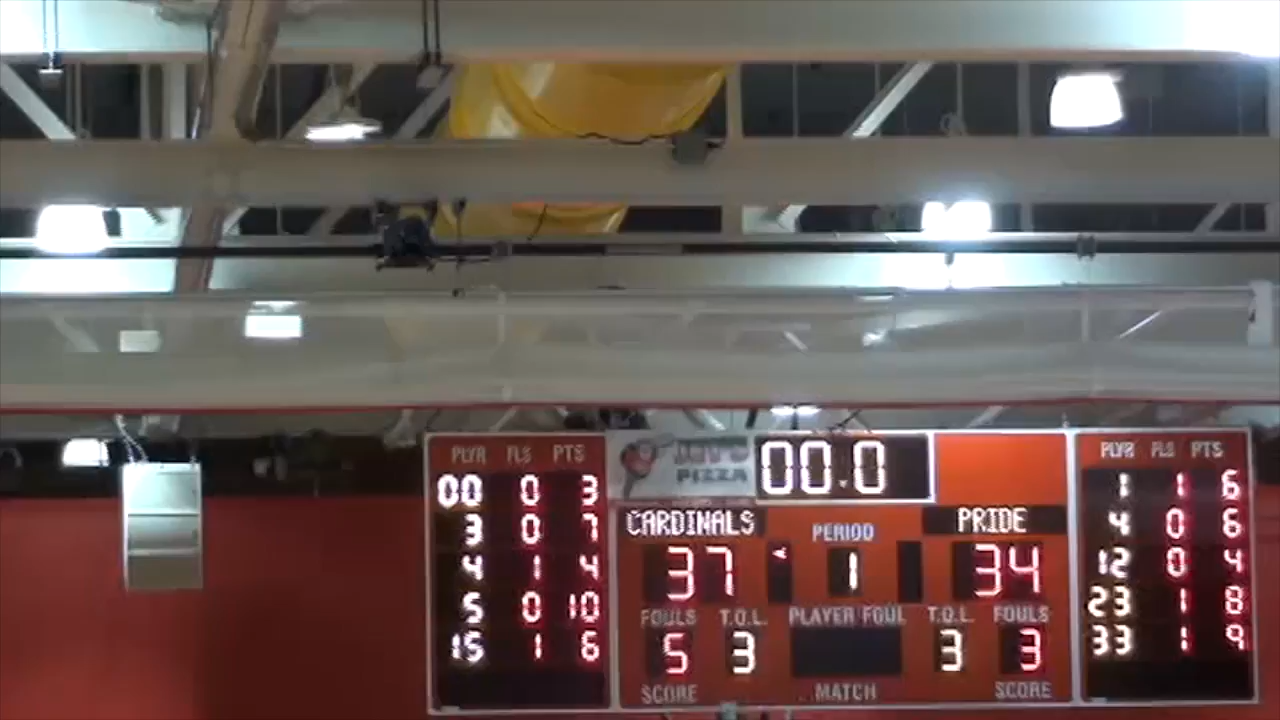 PLYR FLS PTS
00 0 3
3 0 7
4 1 4
5 0 10
15 1 6
JET'S
PIZZA
00.0
CARDINALS PERIOD PRIDE
37 1 34
FOULS T.O.L. PLAYER FOUL T.O.L. FOULS
5 3 3 3
SCORE MATCH SCORE
PLYR FLS PTS
1 1 6
4 0 6
12 0 4
23 1 8
33 1 9